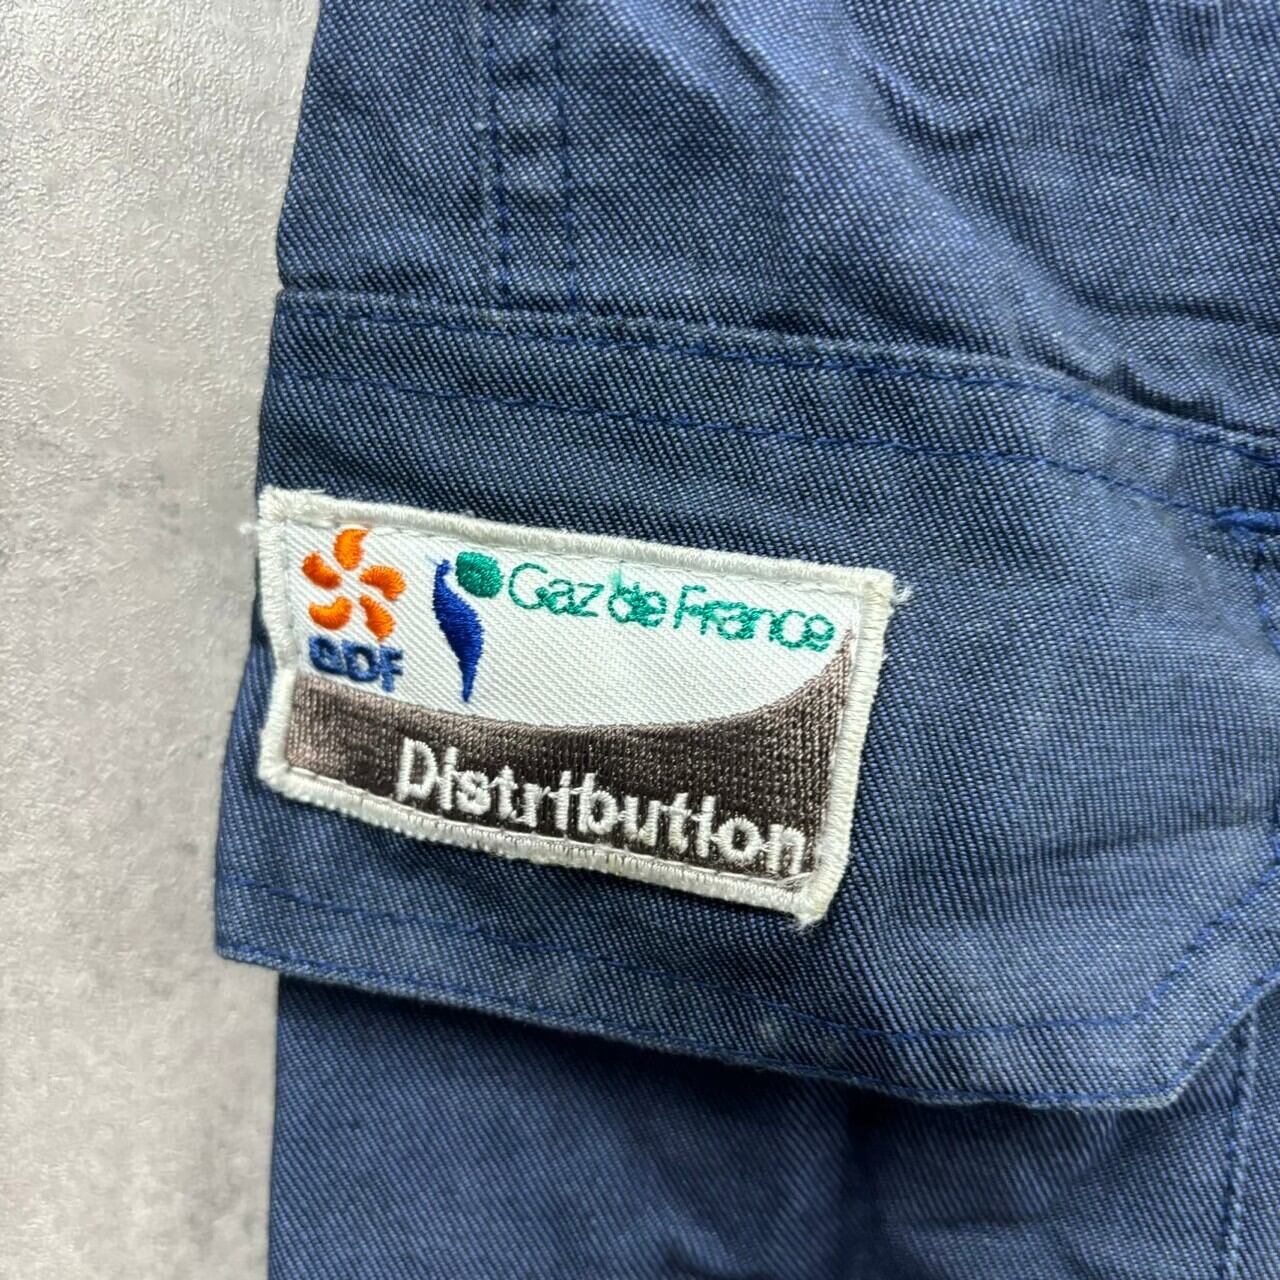 Gaz de France
eDF
Distribution